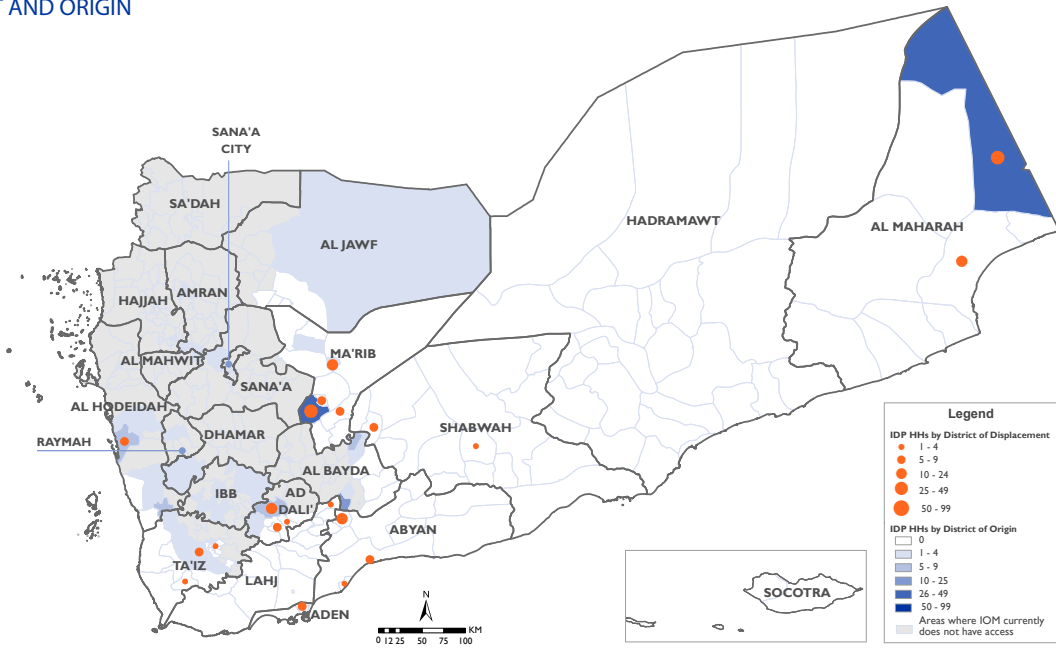 AND ORIGIN
SANA'A
CITY
SA'DAH
AL JAWF
HADRAMAWT
AL MAHARAH
HAJJAH
AMRAN
AL MAHWIT
MA'RIB
SANA'A
AL HODEIDAH
DHAMAR
SHABWAH
RAYMAH
AL BAYDA
IBB
AD
DALI'
ABYAN
TA'IZ
LAHJ
ADEN
SOCOTRA
N
0 12 25 50 75 100 KM
Legend
IDP HHs by District of Displacement
1 - 4
5 - 9
10 - 24
25 - 49
50 - 99
IDP HHs by District of Origin
0
1 - 4
5 - 9
10 - 25
26 - 49
50 - 99
Areas where IOM currently
does not have access